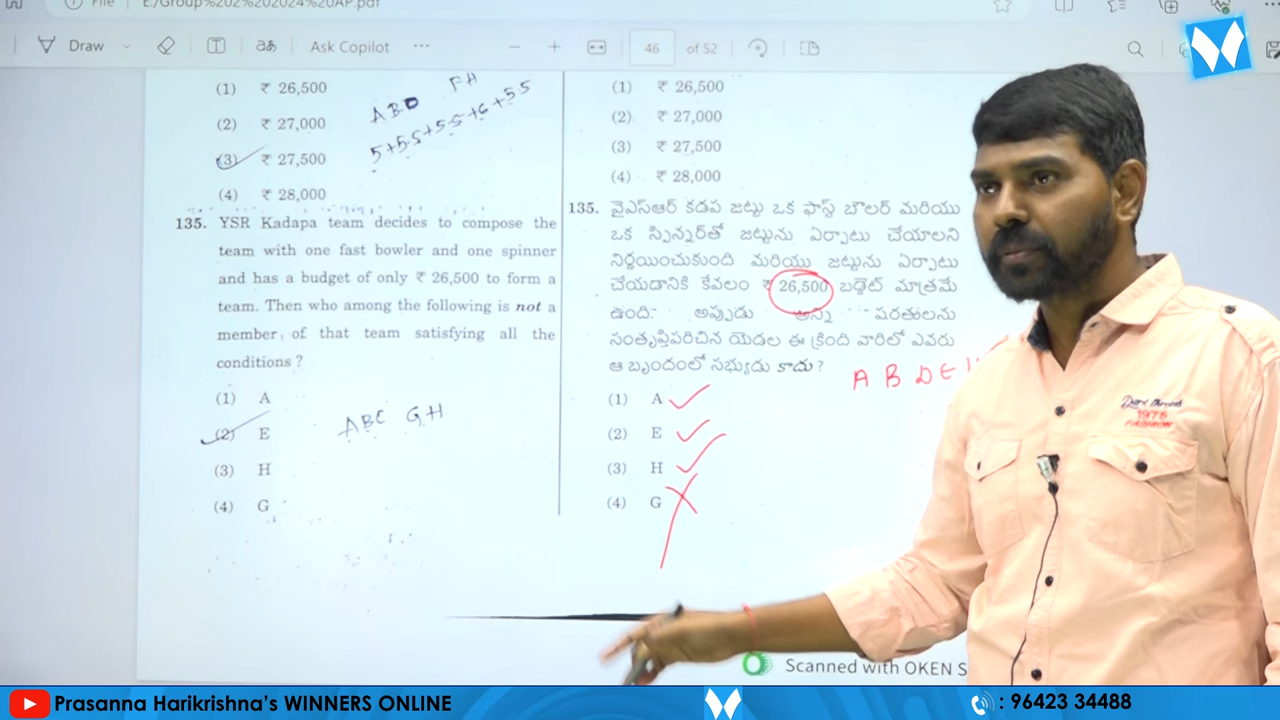 File
E:/Group%202%202024%20AP.pdf
Draw
T
aあ
Ask Copilot
46
of 52
(1) ₹ 26,500
(2) ₹ 27,000
(3) ₹ 27,500
(4) ₹ 28,000
A B D F H
5+5.5+5.5+6+5.5
135. YSR Kadapa team decides to compose the
team with one fast bowler and one spinner
and has a budget of only ₹ 26,500 to form a
team. Then who among the following is not a
member of that team satisfying all the
conditions ?
(1) A
(2) E
(3) H
(4) G
ABC GH
(1) ₹ 26,500
(2) ₹ 27,000
(3) ₹ 27,500
(4) ₹ 28,000
135. వైఎస్ఆర్ కడప జట్టు ఒక ఫాస్ట్ బౌలర్ మరియు
ఒక స్పిన్నర్‌తో జట్టును ఏర్పాటు చేయాలని
నిర్ణయించుకుంది మరియు జట్టును ఏర్పాటు
చేయడానికి కేవలం ₹ 26,500 బడ్జెట్ మాత్రమే
ఉంది. అప్పుడు అన్ని షరతులను
సంతృప్తిపరిచిన యెడల ఈ క్రింది వారిలో ఎవరు
ఆ బృందంలో సభ్యుడు కాదు ?
(1) A
(2) E
(3) H
(4) G
A B D E
1976
Scanned with OKEN S
Prasanna Harikrishna's WINNERS ONLINE
: 96423 34488